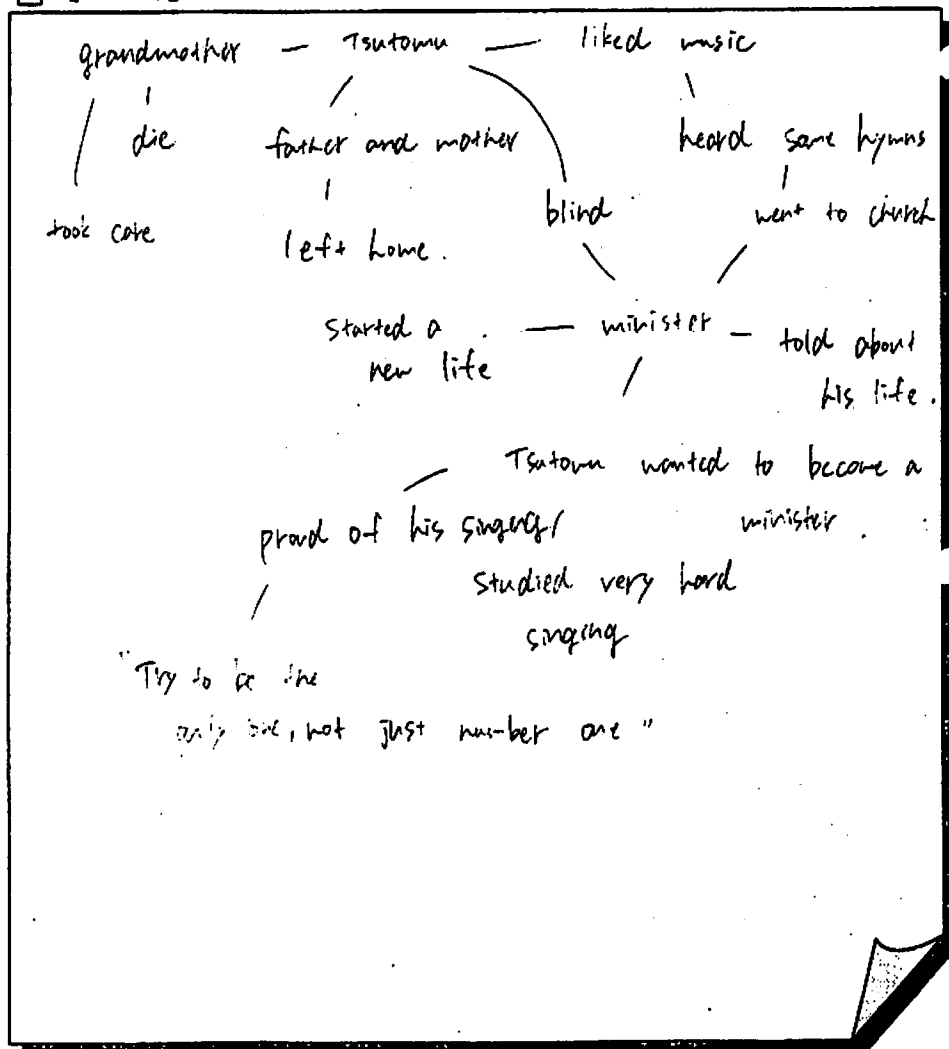 grandmother — Tsutomu — liked music
die
father and mother
heard some hymns
took care
left home.
blind
went to church
started a — minister — told about
new life
his life.
Tsutomu wanted to become a
proud of his singing/
minister.
studied very hard
singing
"Try to be the
only one, not just number one"